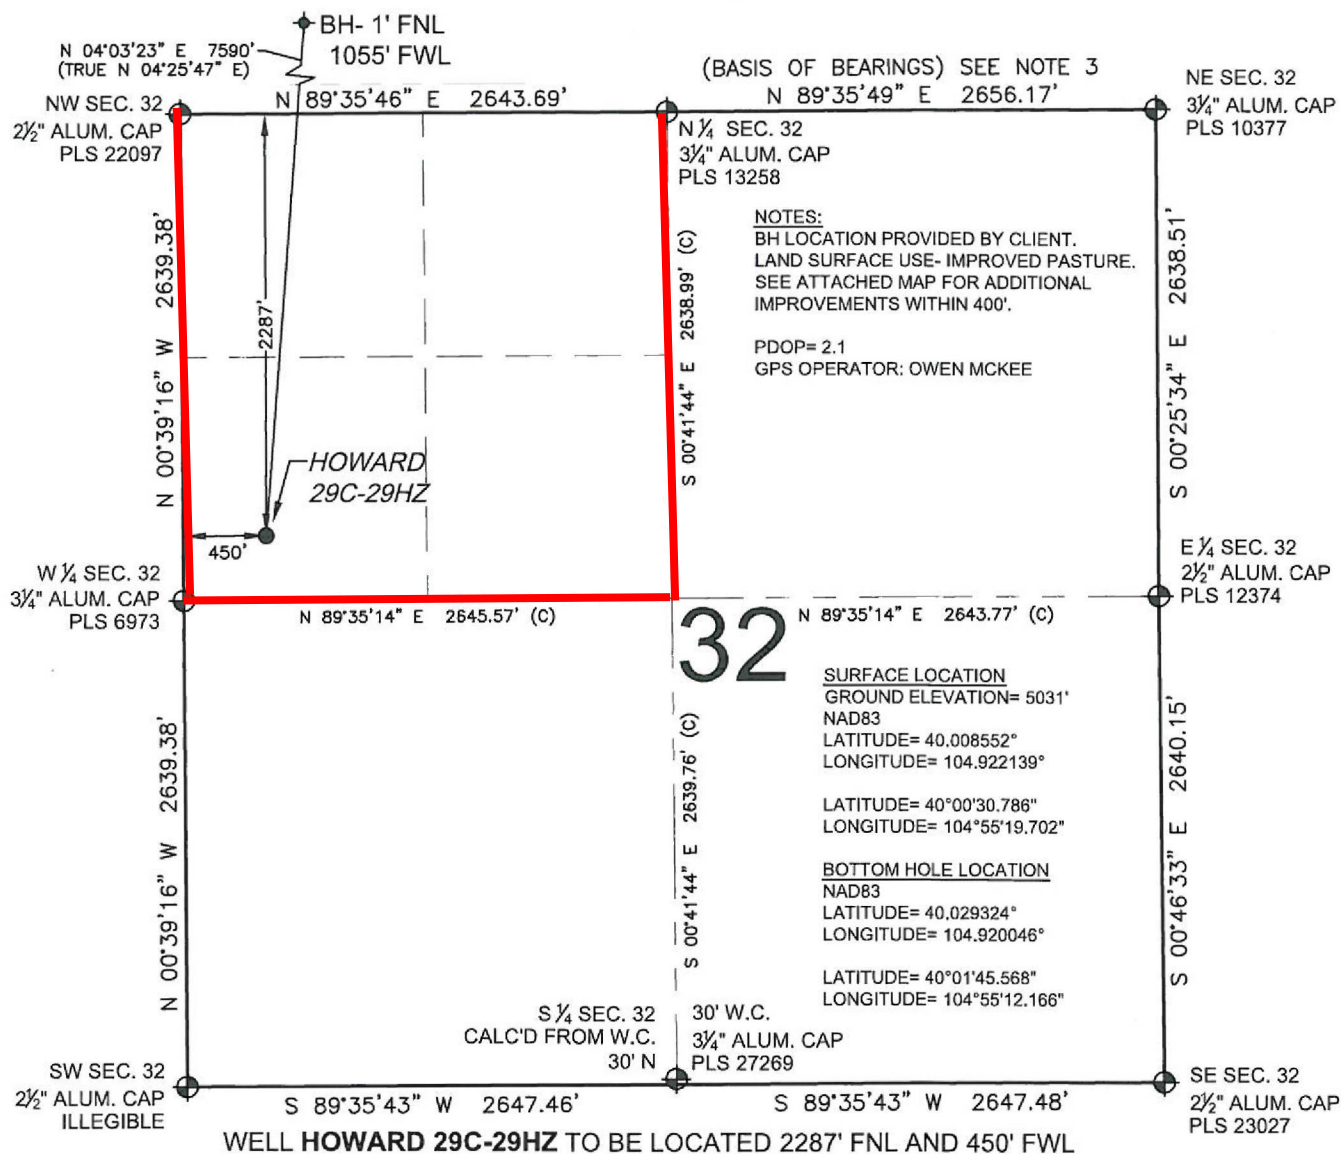 BH- 1' FNL
1055' FWL
N 04°03'23" E 7590'
(TRUE N 04°25'47" E)
(BASIS OF BEARINGS) SEE NOTE 3
NW SEC. 32
2½" ALUM. CAP
PLS 22097
N 89°35'46" E 2643.69'
N 89°35'49" E 2656.17'
NE SEC. 32
3¼" ALUM. CAP
PLS 10377
N ¼ SEC. 32
3¼" ALUM. CAP
PLS 13258
NOTES:
BH LOCATION PROVIDED BY CLIENT.
LAND SURFACE USE- IMPROVED PASTURE.
SEE ATTACHED MAP FOR ADDITIONAL
IMPROVEMENTS WITHIN 400'.
PDOP= 2.1
GPS OPERATOR: OWEN MCKEE
N 00°39'16" W 2639.38'
2287'
S 00°41'44" E 2638.99' (C)
S 00°25'34" E 2638.51'
HOWARD
29C-29HZ
450'
W ¼ SEC. 32
3¼" ALUM. CAP
PLS 6973
N 89°35'14" E 2645.57' (C)
32
N 89°35'14" E 2643.77' (C)
E ¼ SEC. 32
2½" ALUM. CAP
PLS 12374
SURFACE LOCATION
GROUND ELEVATION= 5031'
NAD83
LATITUDE= 40.008552°
LONGITUDE= 104.922139°
LATITUDE= 40°00'30.786"
LONGITUDE= 104°55'19.702"
BOTTOM HOLE LOCATION
NAD83
LATITUDE= 40.029324°
LONGITUDE= 104.920046°
LATITUDE= 40°01'45.568"
LONGITUDE= 104°55'12.166"
N 00°39'16" W 2639.38'
S 00°41'44" E 2639.76' (C)
S 00°46'33" E 2640.15'
S ¼ SEC. 32
CALC'D FROM W.C.
30' N
30' W.C.
3¼" ALUM. CAP
PLS 27269
SW SEC. 32
2½" ALUM. CAP
ILLEGIBLE
S 89°35'43" W 2647.46'
S 89°35'43" W 2647.48'
SE SEC. 32
2½" ALUM. CAP
PLS 23027
WELL HOWARD 29C-29HZ TO BE LOCATED 2287' FNL AND 450' FWL